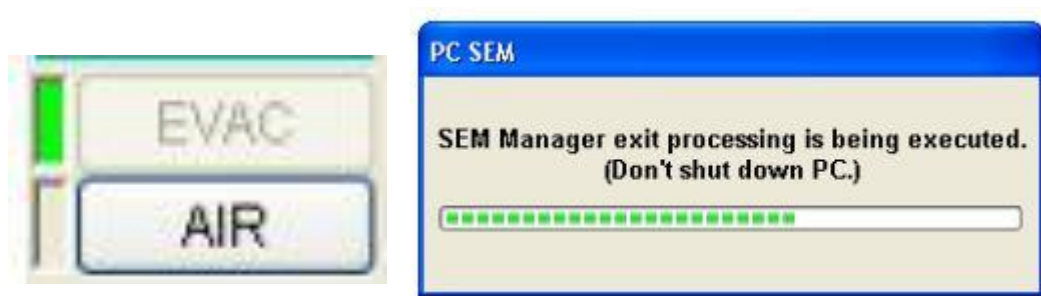 EVAC
AIR
PC SEM
SEM Manager exit processing is being executed.
(Don't shut down PC.)